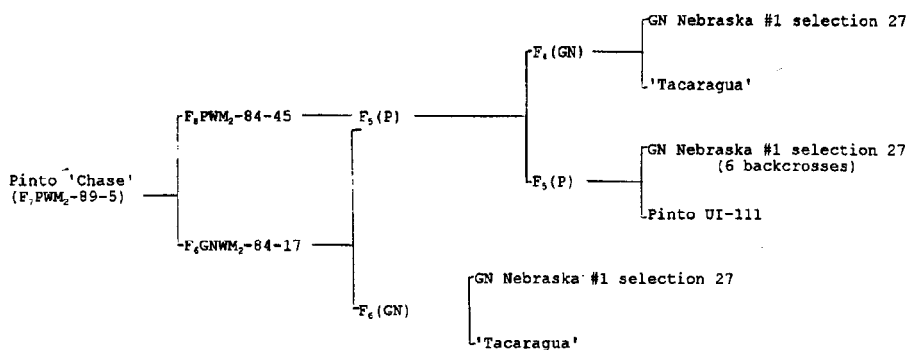 GN Nebraska #1 selection 27
F₄(GN)
'Tacaragua'
F₈PWM₂-84-45
F₅(P)
GN Nebraska #1 selection 27
(6 backcrosses)
Pinto 'Chase'
(F₇PWM₂-89-5)
F₅(P)
Pinto UI-111
F₆GNWM₂-84-17
GN Nebraska #1 selection 27
F₆(GN)
'Tacaragua'